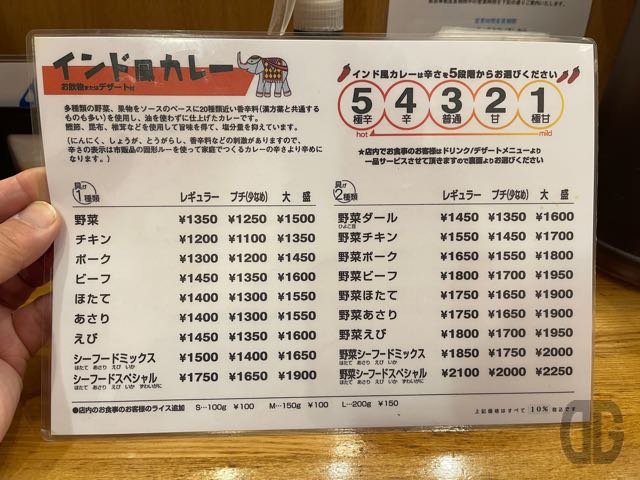 インド風カレー
お飲物またはデザート付
多種類の野菜、果物をソースのベースに20種類近い香辛料(漢方薬と共通する
ものも多い)を使用し、油を使わずに仕上げたカレーです。
鰹節、昆布、椎茸などを使用して旨味を得て、塩分量を抑えています。
(にんにく、しょうが、とうがらし、香辛料などの刺激がありますので、
辛さの表示は市販品の固形ルーを使って家庭でつくるカレーの辛さより辛めに
なります。)
インド風カレーは辛さを5段階からお選びください
5 4 3 2 1
極辛 辛 普通 甘 極甘
hot mild
★店内でお食事のお客様はドリンク/デザートメニューより
一品サービスさせて頂きますので裏面よりお選びください
具が1種類 レギュラー プチ(少なめ) 大盛
野菜 ¥1350 ¥1250 ¥1500
チキン ¥1200 ¥1100 ¥1350
ポーク ¥1300 ¥1200 ¥1450
ビーフ ¥1450 ¥1350 ¥1600
ほたて ¥1400 ¥1300 ¥1550
あさり ¥1400 ¥1300 ¥1550
えび ¥1450 ¥1350 ¥1600
シーフードミックス ¥1500 ¥1400 ¥1650
ほたて あさり えび いか
シーフードスペシャル ¥1750 ¥1650 ¥1900
ほたて あさり えび いか ずわいがに
具が2種類 レギュラー プチ(少なめ) 大盛
野菜ダール ¥1450 ¥1350 ¥1600
ひよこ豆
野菜チキン ¥1550 ¥1450 ¥1700
野菜ポーク ¥1650 ¥1550 ¥1800
野菜ビーフ ¥1800 ¥1700 ¥1950
野菜ほたて ¥1750 ¥1650 ¥1900
野菜あさり ¥1750 ¥1650 ¥1900
野菜えび ¥1800 ¥1700 ¥1950
野菜シーフードミックス ¥1850 ¥1750 ¥2000
ほたて あさり えび いか
野菜シーフードスペシャル ¥2100 ¥2000 ¥2250
ほたて あさり えび いか ずわいがに
●店内のお食事のお客様のライス追加 S…100g ¥100 M…150g ¥100 L…200g ¥150
上記価格はすべて 10% 税込です